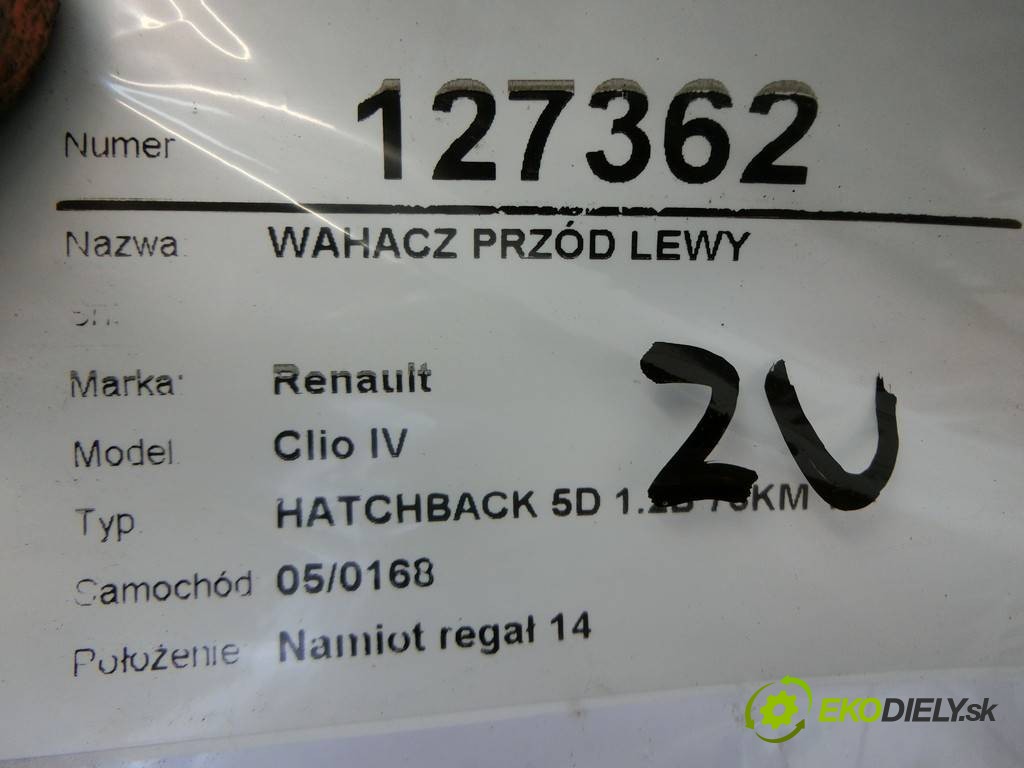 Numer 127362
Nazwa WAHACZ PRZÓD LEWY
Marka: Renault
Model Clio IV
Typ HATCHBACK 5D
Samochód 05/0168
Położenie Namiot regał 14
ZU
EKODIELY.sk